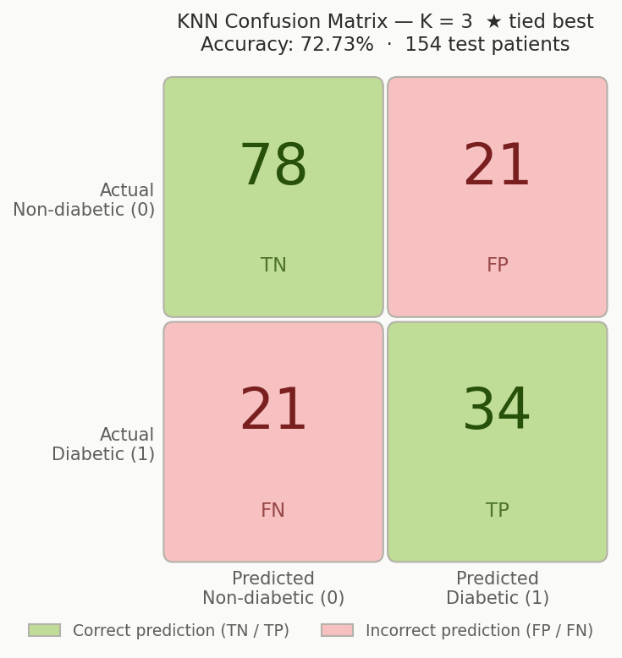 KNN Confusion Matrix — K = 3 ★ tied best
Accuracy: 72.73% · 154 test patients
Actual
Non-diabetic (0)
78
TN
21
FP
Actual
Diabetic (1)
21
FN
34
TP
Predicted
Non-diabetic (0)
Predicted
Diabetic (1)
Correct prediction (TN / TP)
Incorrect prediction (FP / FN)